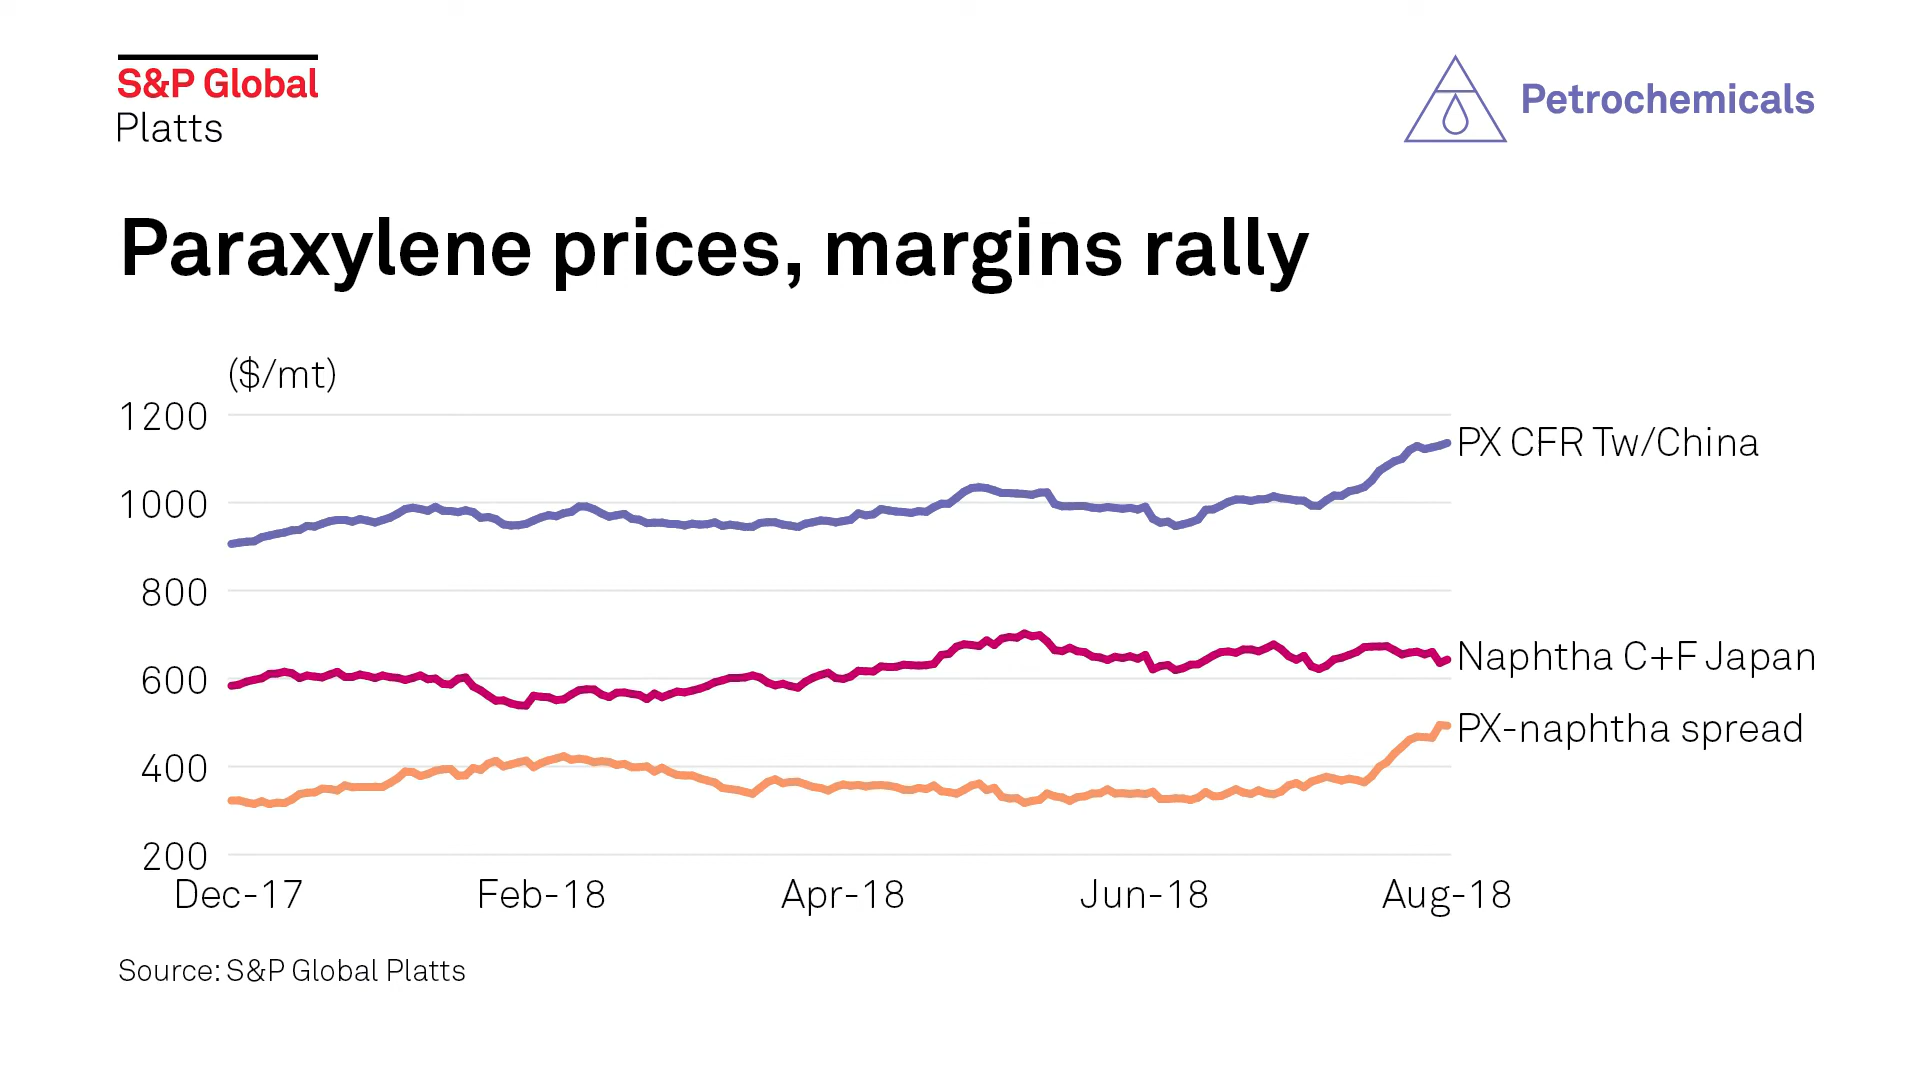 S&P Global
Platts
Petrochemicals
Paraxylene prices, margins rally
($/mt)
1200
1000
800
600
400
200
PX CFR Tw/China
Naphtha C+F Japan
PX-naphtha spread
Dec-17 Feb-18 Apr-18 Jun-18 Aug-18
Source: S&P Global Platts